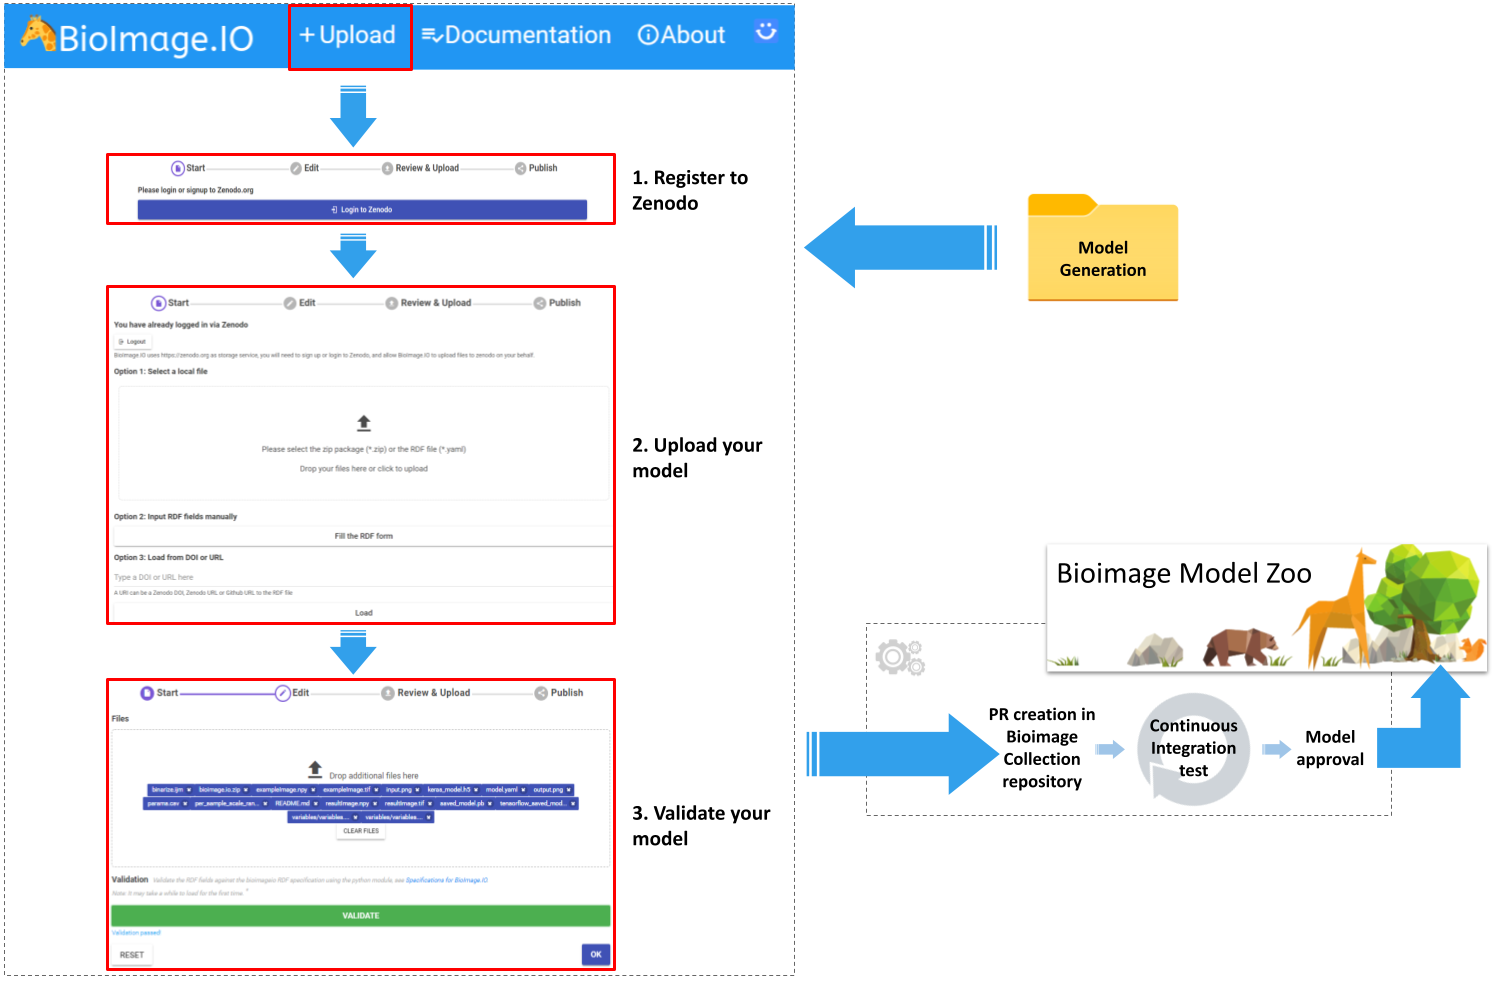 BioImage.IO
+Upload
Documentation
About
Start
Edit
Review & Upload
Publish
Please login or signup to Zenodo.org
Login to Zenodo
1. Register to
Zenodo
Start
Edit
Review & Upload
Publish
You have already logged in via Zenodo
Logout
BioImage.IO uses https://zenodo.org as storage service, you will need to sign up or login to Zenodo, and allow BioImage.IO to upload files to zenodo on your behalf.
Option 1: Select a local file
Please select the zip package (*.zip) or the RDF file (*.yaml)
Drop your files here or click to upload
Option 2: Input RDF fields manually
Fill the RDF form
Option 3: Load from DOI or URL
Type a DOI or URL here
A URI can be a Zenodo DOI, Zenodo URL or Github URL to the RDF file
Load
2. Upload your
model
Start
Edit
Review & Upload
Publish
Files
Drop additional files here
binarize.ijm
bioimage.io.zip
exampleImage.npy
exampleImage.tif
input.png
keras_model.h5
model.yaml
output.png
params.csv
per_sample_scale_ran...
README.md
resultImage.npy
resultImage.tif
saved_model.pb
tensorflow_saved_mod...
variables/variables....
variables/variables....
CLEAR FILES
Validation
Validate the RDF fields against the bioimageio RDF specification using the python module, see Specifications for BioImage.IO
Note: It may take a while to load for the first time.
VALIDATE
Validation passed!
RESET
OK
3. Validate your
model
Model
Generation
Bioimage Model Zoo
PR creation in
Bioimage
Collection
repository
Continuous
Integration
test
Model
approval